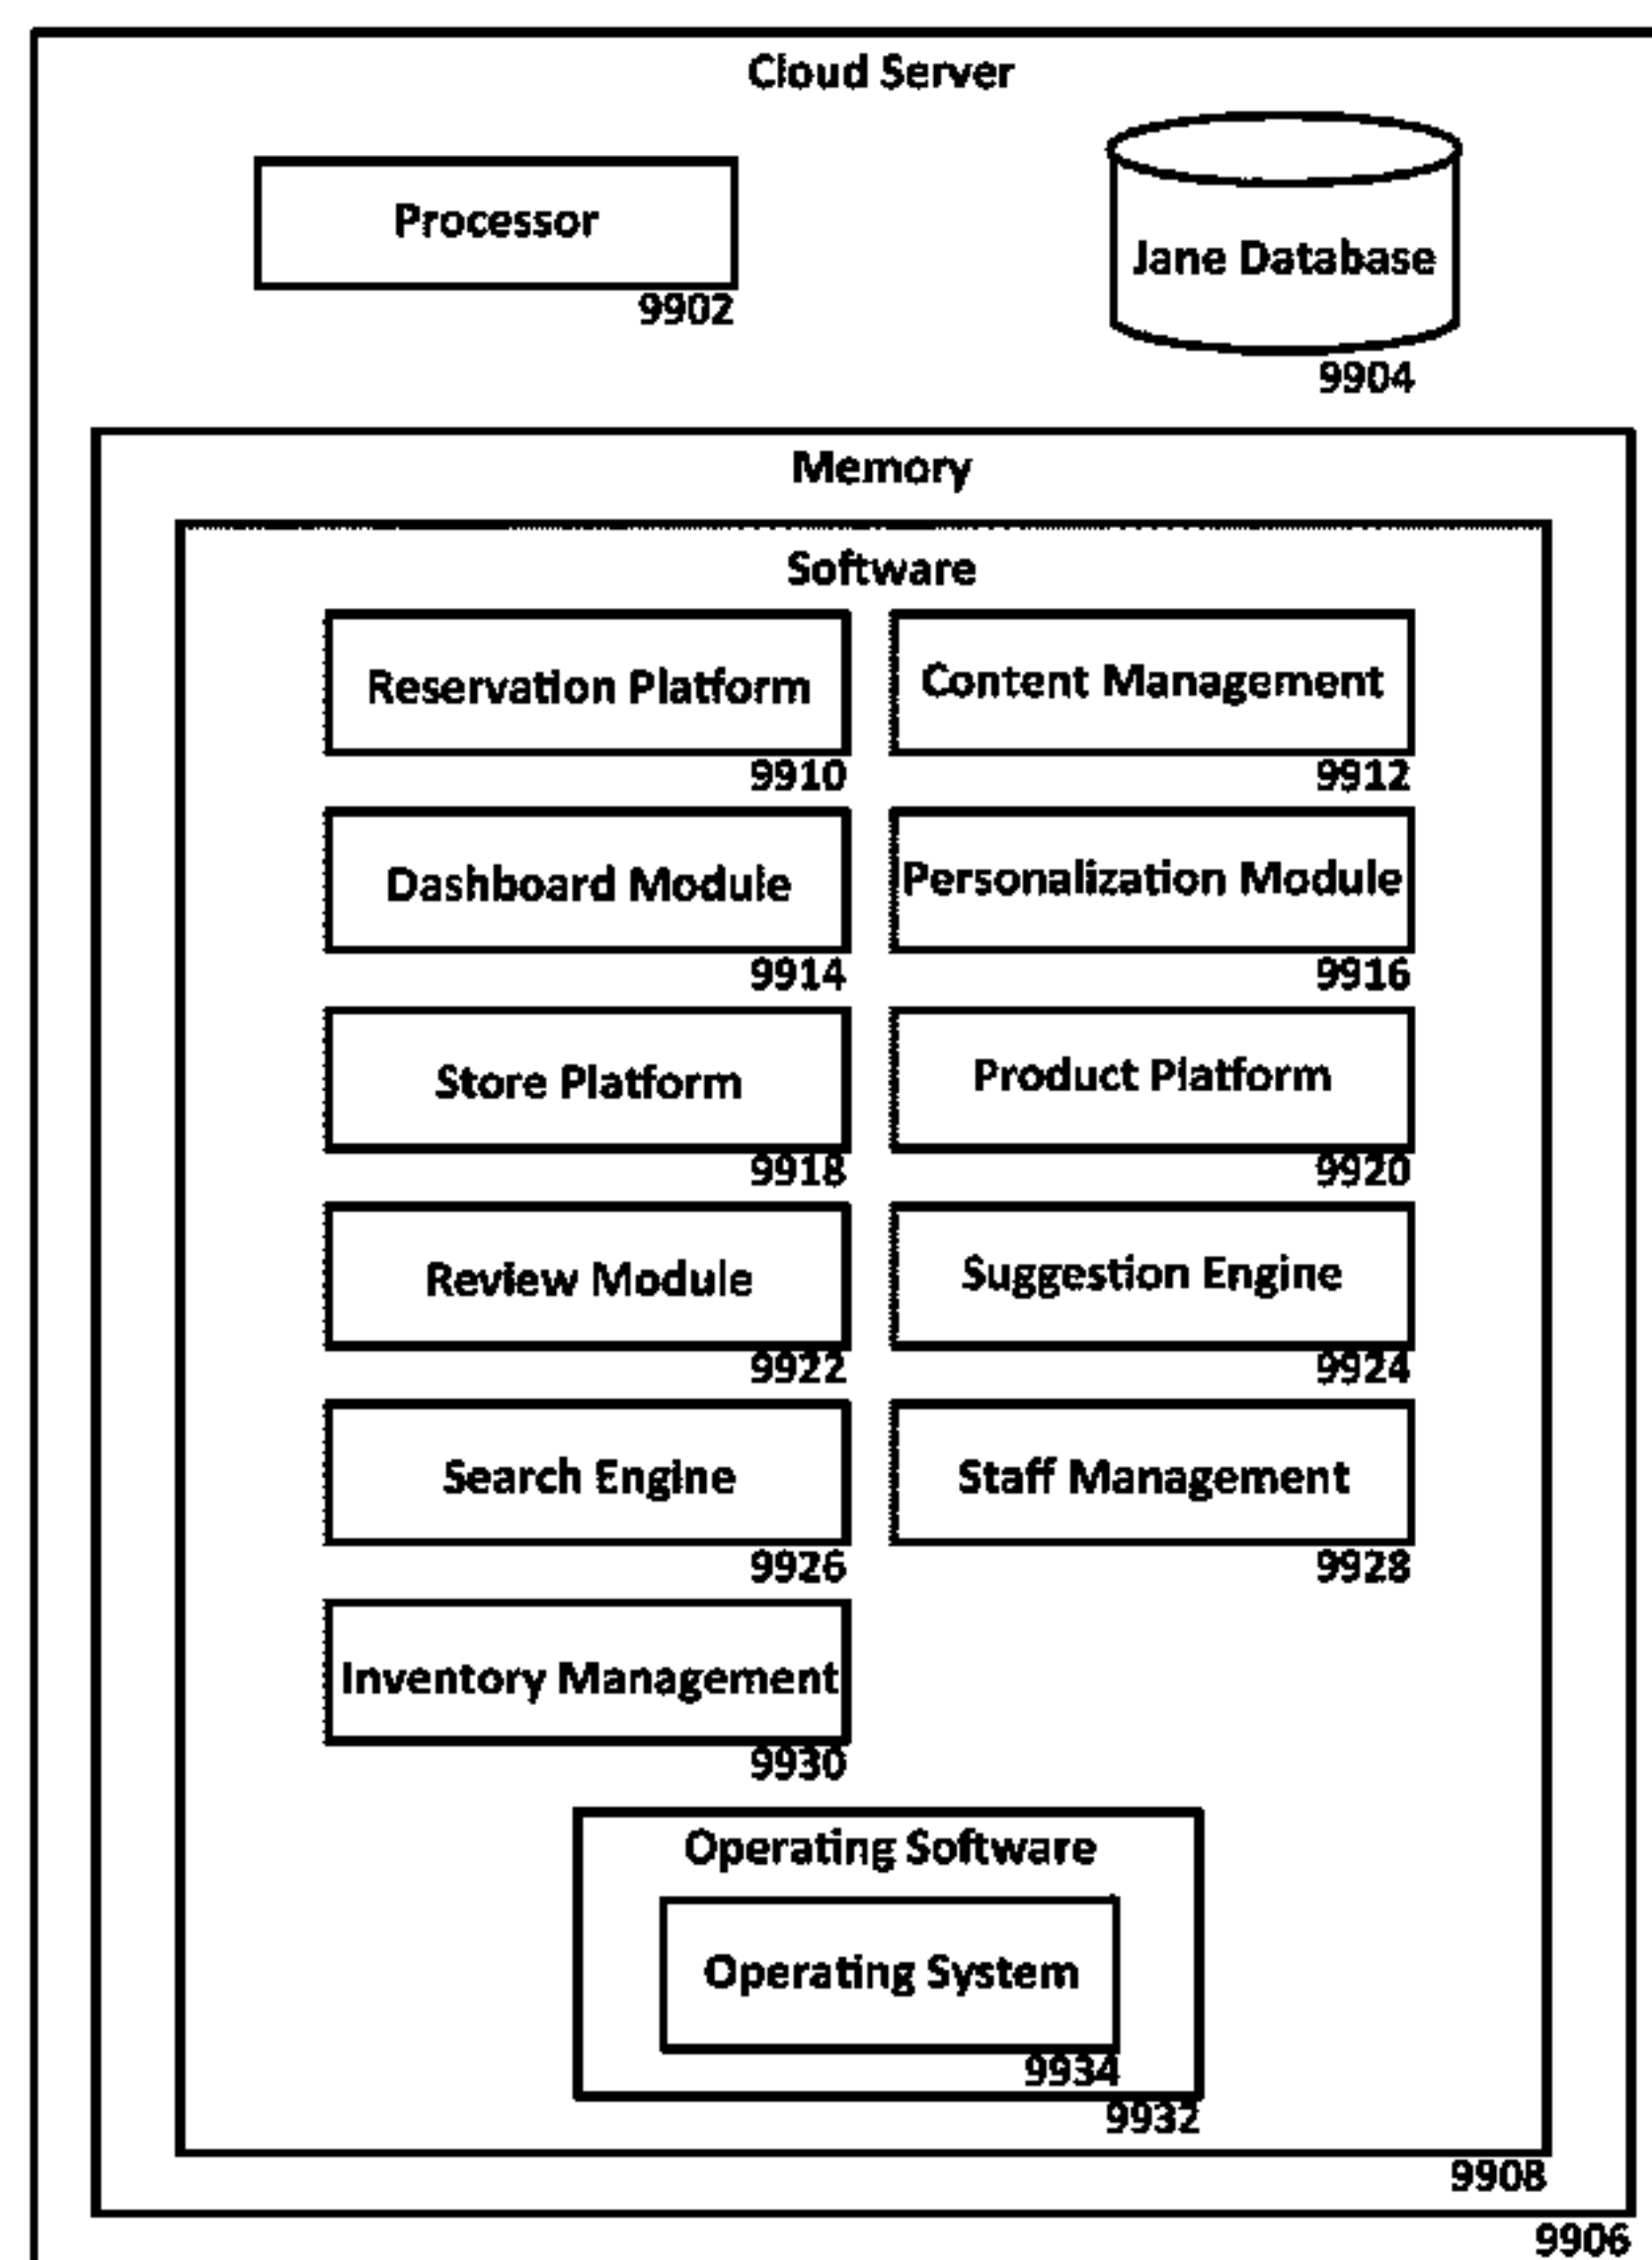 Cloud Server
Processor
9902
Jane Database
9904
Memory
Software
Reservation Platform
9910
Content Management
9912
Dashboard Module
9914
Personalization Module
9916
Store Platform
9918
Product Platform
9920
Review Module
9922
Suggestion Engine
9924
Search Engine
9926
Staff Management
9928
Inventory Management
9930
Operating Software
Operating System
9934
9932
9908
9906